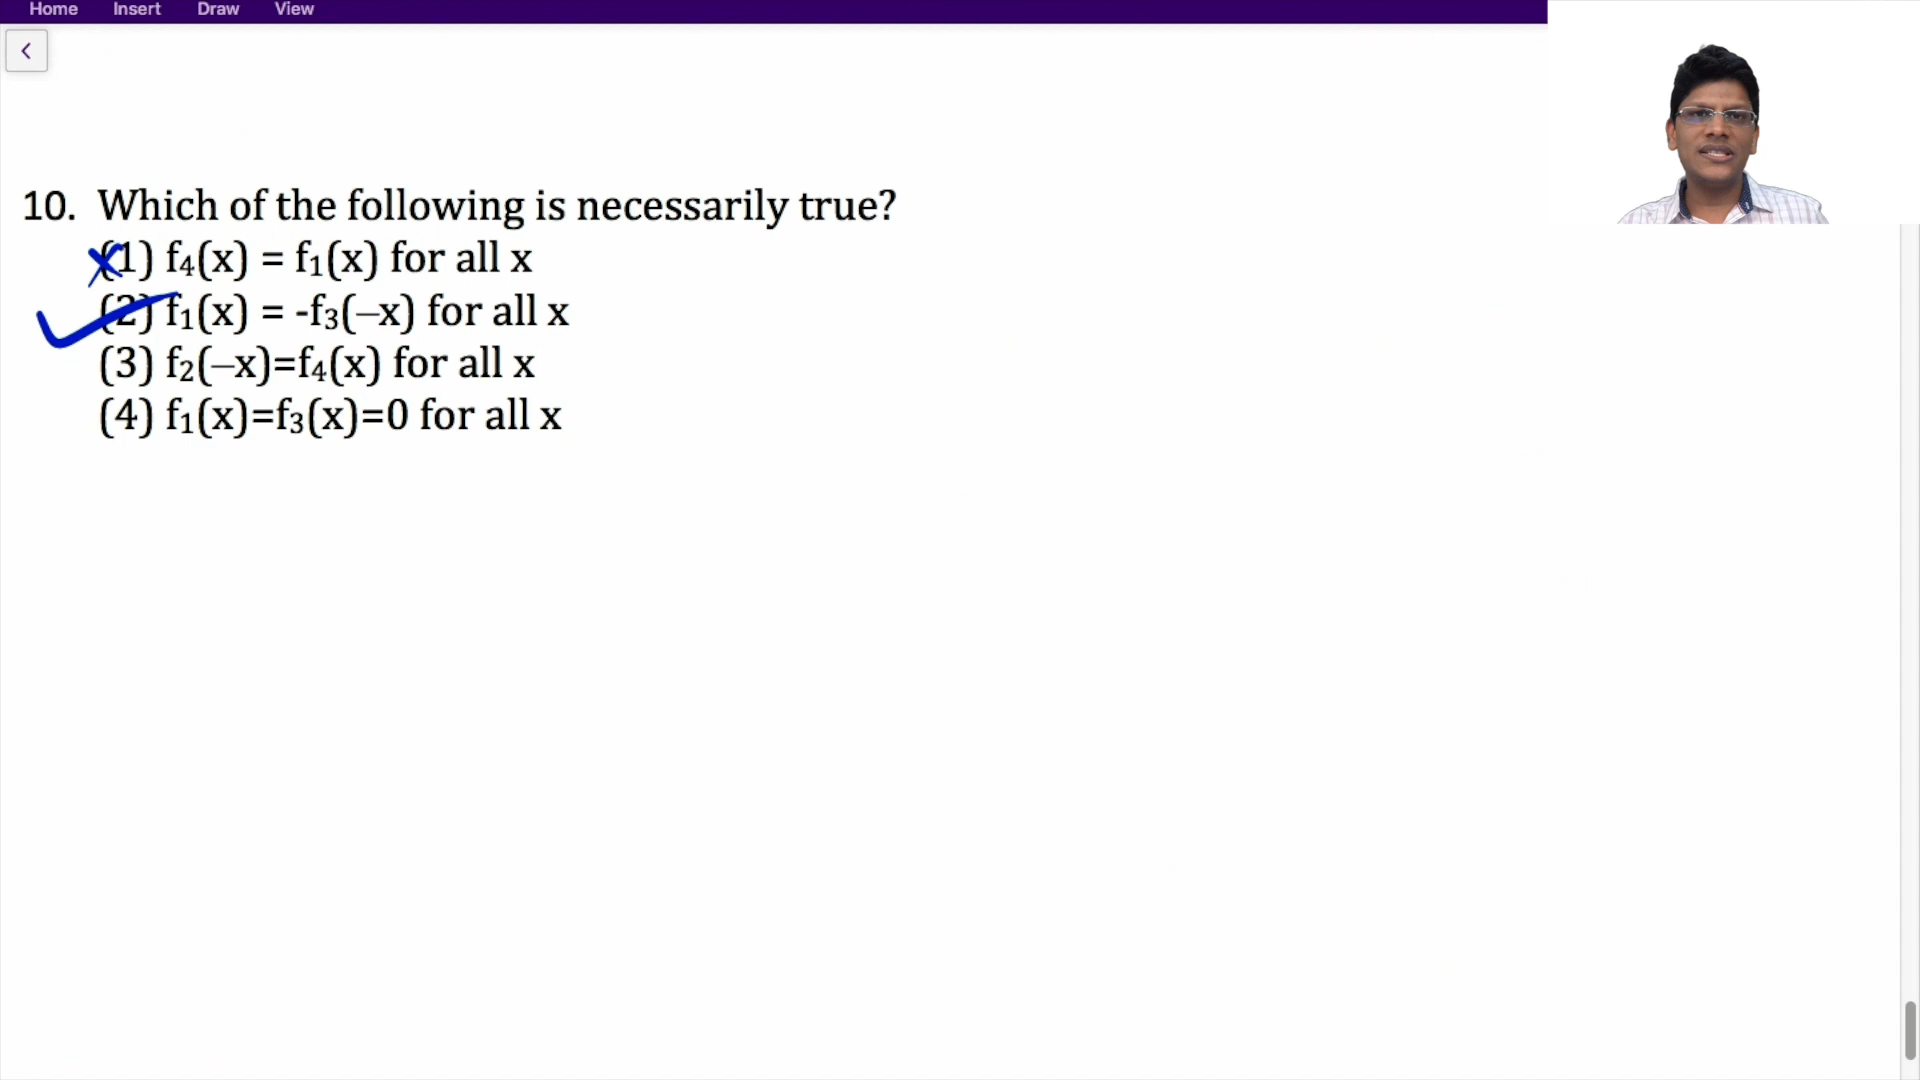 Home Insert Draw View
10. Which of the following is necessarily true?
(1) f₄(x) = f₁(x) for all x
(2) f₁(x) = -f₃(–x) for all x
(3) f₂(–x)=f₄(x) for all x
(4) f₁(x)=f₃(x)=0 for all x